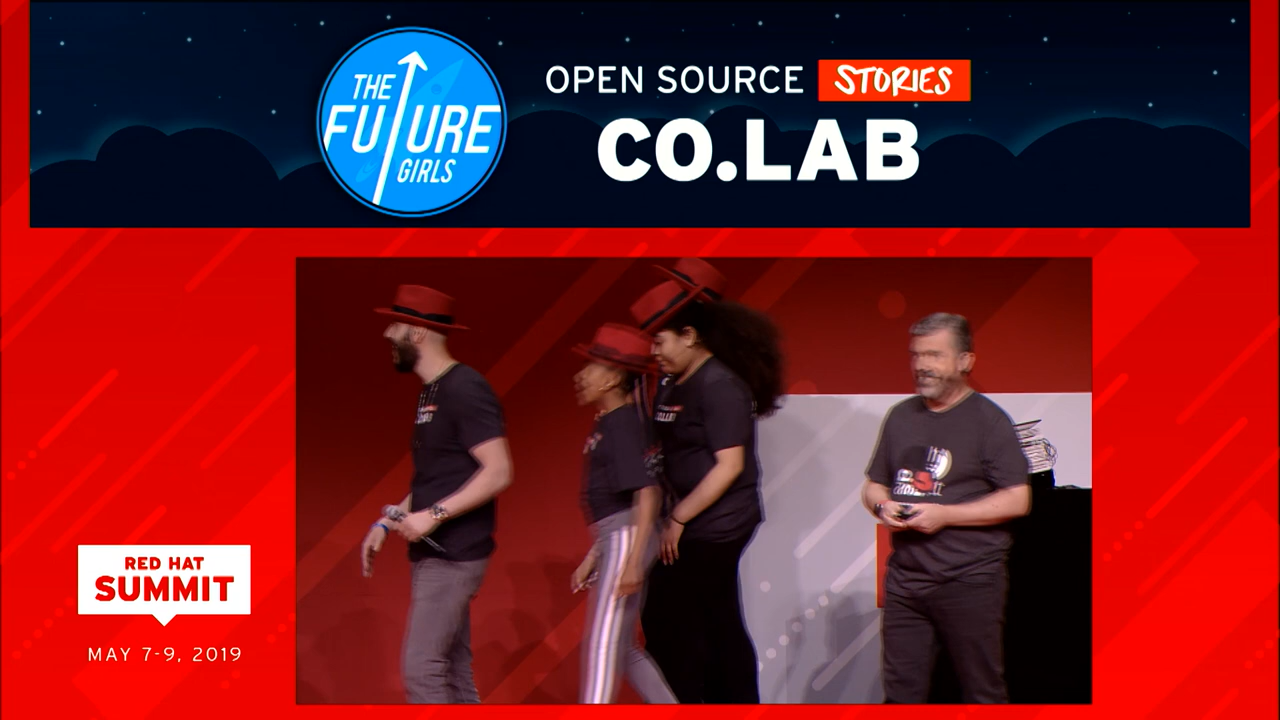 THE
FUTURE
GIRLS
OPEN SOURCE STORIES
CO.LAB
RED HAT
SUMMIT
MAY 7-9, 2019